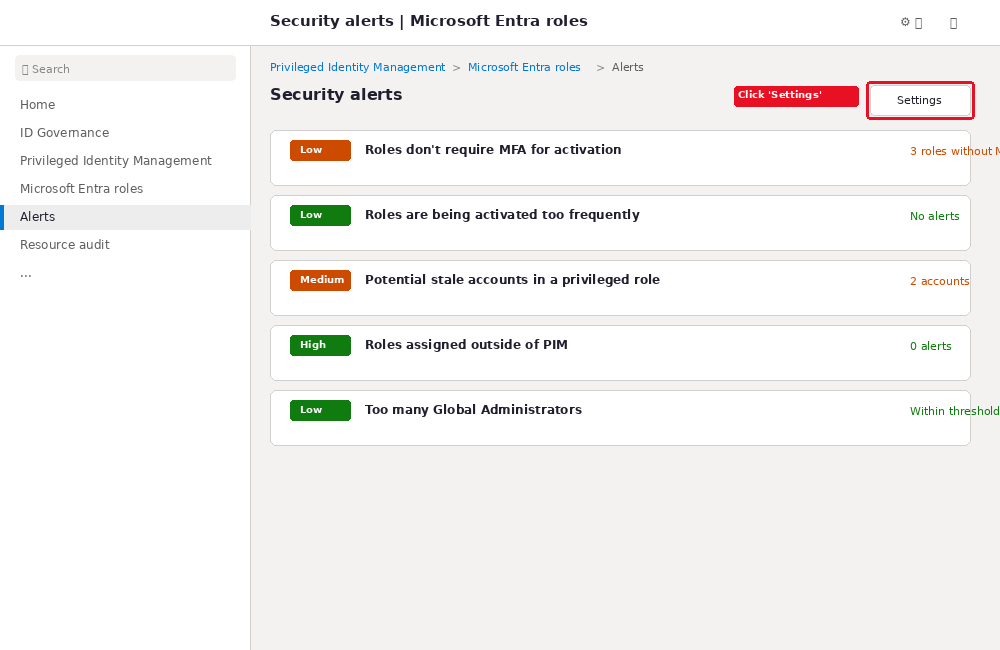 Security alerts | Microsoft Entra roles
Search
Home
ID Governance
Privileged Identity Management
Microsoft Entra roles
Alerts
Resource audit
...
Privileged Identity Management > Microsoft Entra roles > Alerts
Security alerts
Click 'Settings'
Settings
Low Roles don't require MFA for activation 3 roles without
Low Roles are being activated too frequently No alerts
Medium Potential stale accounts in a privileged role 2 accounts
High Roles assigned outside of PIM 0 alerts
Low Too many Global Administrators Within threshold